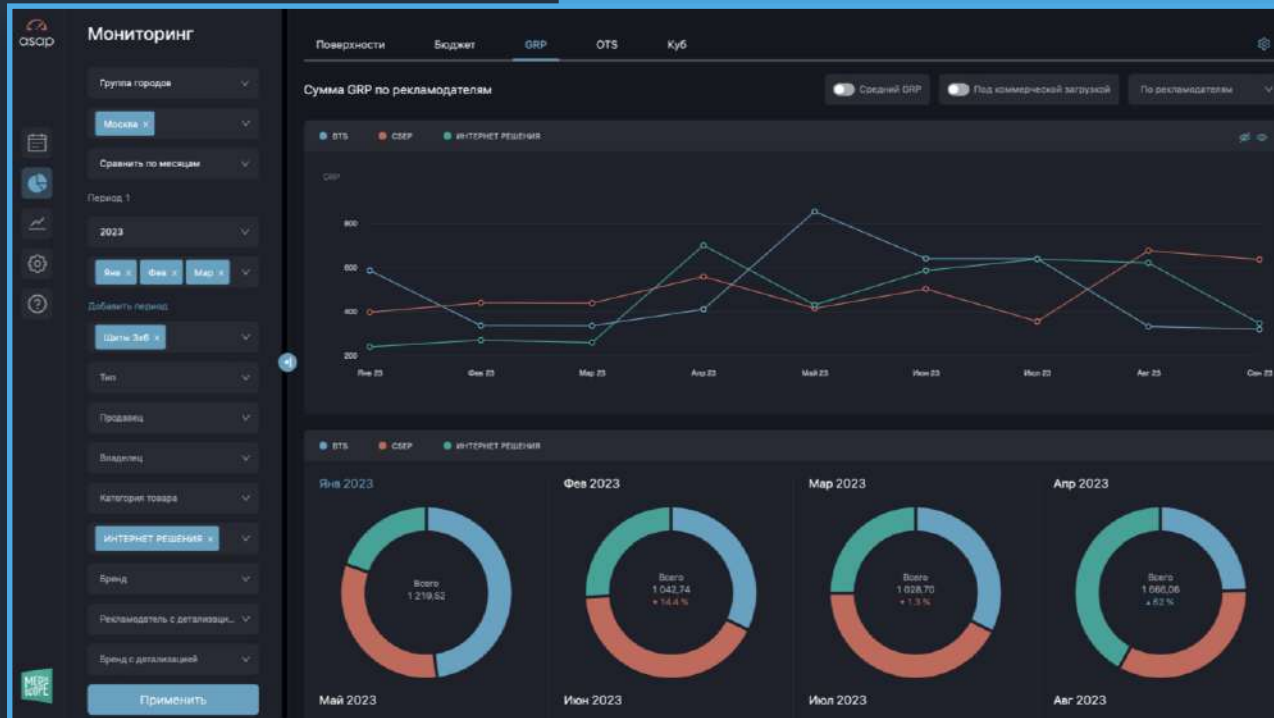 asap
Мониторинг
Группа городов
Москва ×
Сравнить по месяцам
Период 1
2023
Янв × Фев × Мар ×
Добавить период
Щиты 3x6 ×
Тип
Продавец
Владелец
Категория товара
ИНТЕРНЕТ РЕШЕНИЯ ×
Бренд
Рекламодатель с детализаци...
Бренд с детализацией
Применить
Поверхности Бюджет GRP OTS Куб
Сумма GRP по рекламодателям
Средний GRP Под коммерческой загрузкой По рекламодателям
BTS СБЕР ИНТЕРНЕТ РЕШЕНИЯ
GRP
800
600
400
200
Янв 23 Фев 23 Мар 23 Апр 23 Май 23 Июн 23 Июл 23 Авг 23 Сен 23
BTS СБЕР ИНТЕРНЕТ РЕШЕНИЯ
Янв 2023 Фев 2023 Мар 2023 Апр 2023
Всего
1 219,52
Всего
1 042,74
14.4 %
Всего
1 028,70
1.3 %
Всего
1 666,06
62 %
Май 2023 Июн 2023 Июл 2023 Авг 2023